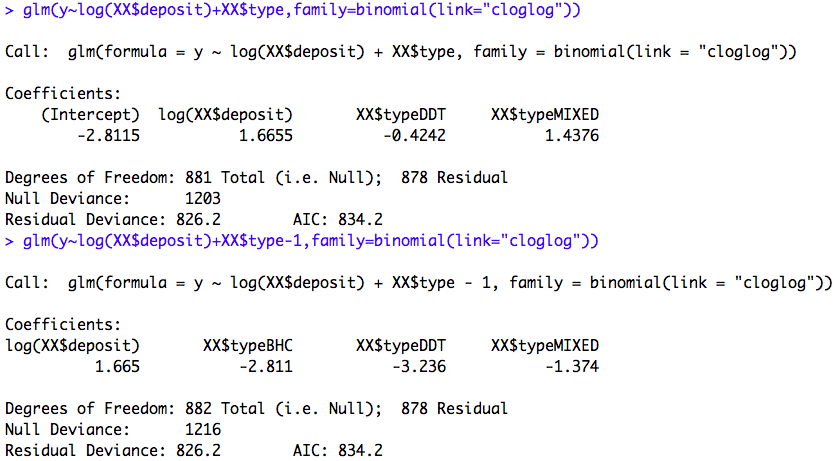 > glm(y~log(XX$deposit)+XX$type,family=binomial(link="cloglog"))
Call:  glm(formula = y ~ log(XX$deposit) + XX$type, family = binomial(link = "cloglog"))
Coefficients:
    (Intercept)  log(XX$deposit)       XX$typeDDT     XX$typeMIXED
        -2.8115           1.6655          -0.4242           1.4376
Degrees of Freedom: 881 Total (i.e. Null);  878 Residual
Null Deviance:      1203
Residual Deviance: 826.2        AIC: 834.2
> glm(y~log(XX$deposit)+XX$type-1,family=binomial(link="cloglog"))
Call:  glm(formula = y ~ log(XX$deposit) + XX$type - 1, family = binomial(link = "cloglog"))
Coefficients:
log(XX$deposit)       XX$typeBHC       XX$typeDDT     XX$typeMIXED
          1.665           -2.811           -3.236           -1.374
Degrees of Freedom: 882 Total (i.e. Null);  878 Residual
Null Deviance:      1216
Residual Deviance: 826.2        AIC: 834.2